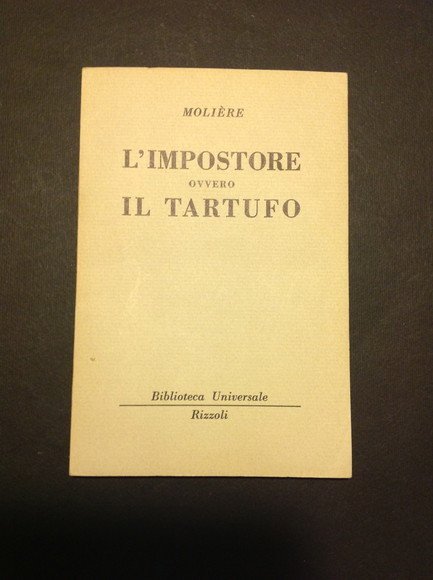 MOLIÈRE
L'IMPOSTORE
OVVERO
IL TARTUFO
Biblioteca Universale
Rizzoli